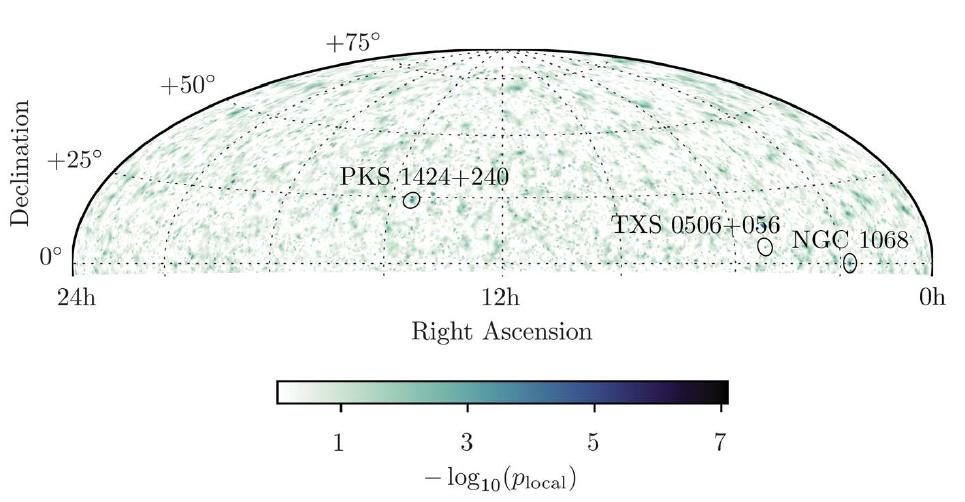 +75°
+50°
+25°
0°
Declination
PKS 1424+240
TXS 0506+056
NGC 1068
24h
12h
0h
Right Ascension
1
3
5
7
− log₁₀(p_local)